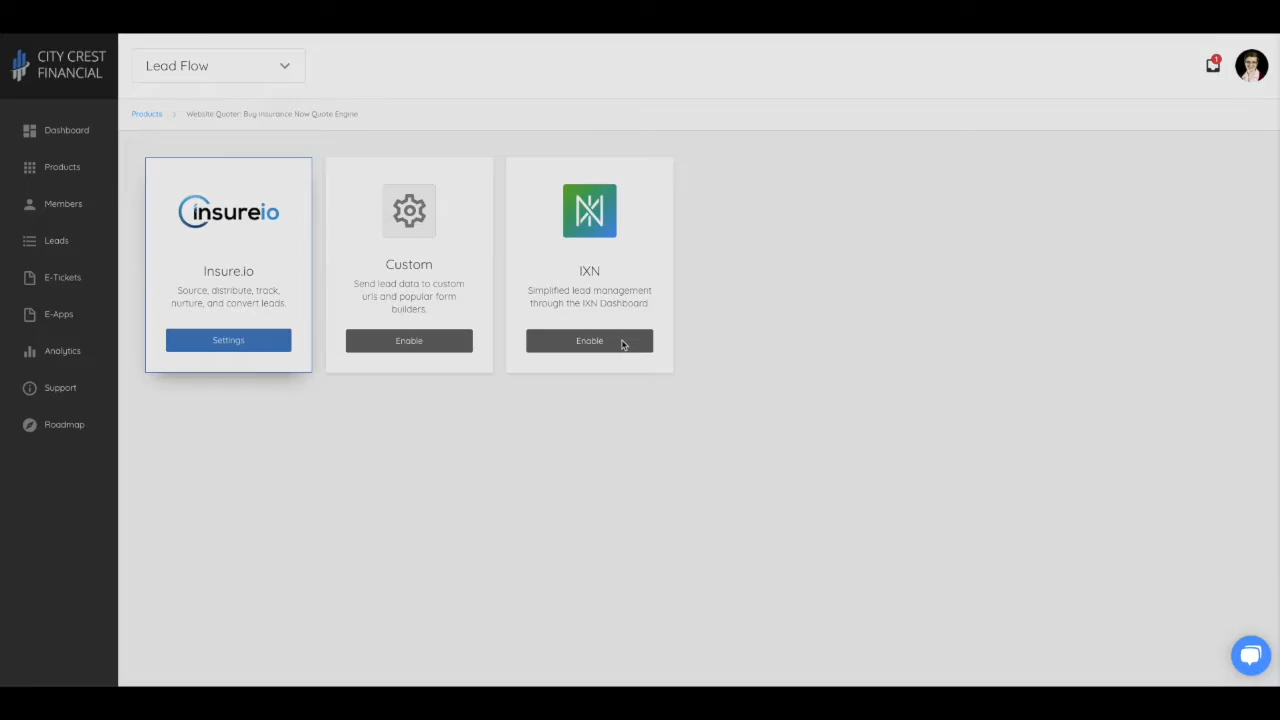 CITY CREST
FINANCIAL
Lead Flow
1
Products > Website Quoter: Buy Insurance Now Quote Engine
Dashboard
Products
Members
Leads
E-Tickets
E-Apps
Analytics
Support
Roadmap
insureio
Insure.io
Source, distribute, track,
nurture, and convert leads.
Settings
Custom
Send lead data to custom
urls and popular form
builders.
Enable
IXN
Simplified lead management
through the IXN Dashboard
Enable